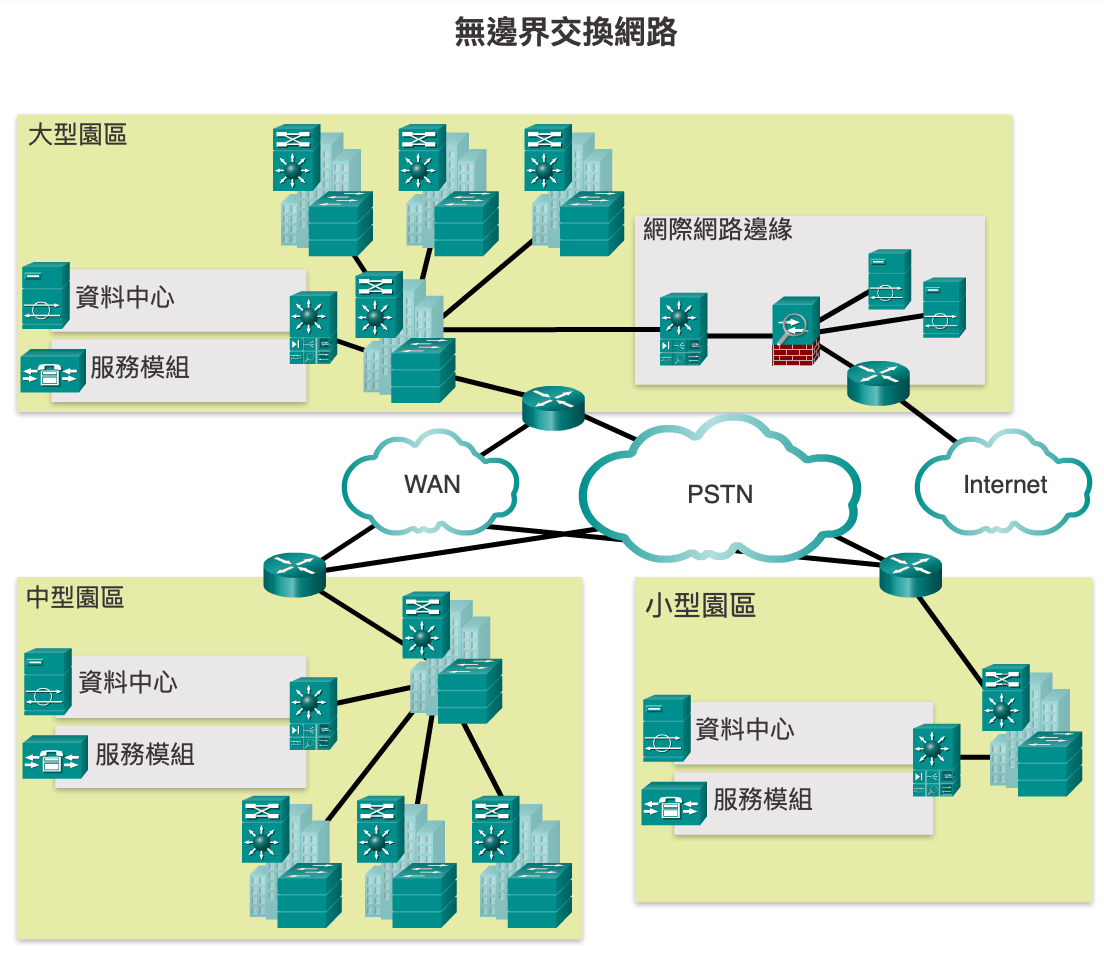 無邊界交換網路
大型園區
網際網路邊緣
資料中心
服務模組
WAN
PSTN
Internet
中型園區
小型園區
資料中心
服務模組
資料中心
服務模組